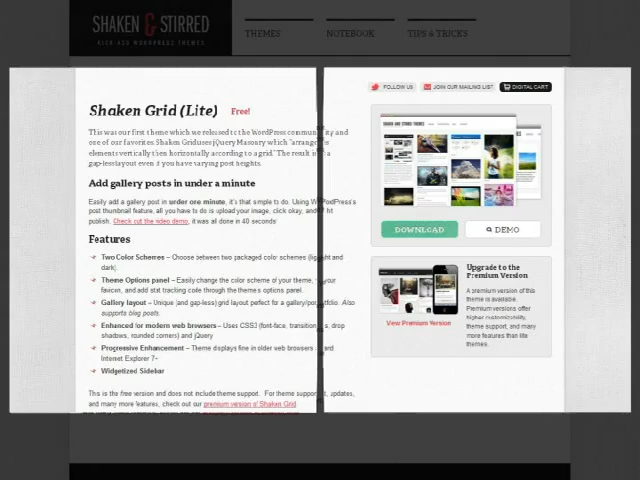 SHAKEN & STIRRED
KICK-ASS WORDPRESS THEMES
THEMES
NOTEBOOK
TIPS & TRICKS
FOLLOW US
JOIN OUR MAILING LIST
DIGITAL CART
Shaken Grid (Lite) Free!
This was our first theme which we released to the WordPress community and
one of our favorites. Shaken Grid uses jQuery Masonry which "arranges
elements vertically then horizontally according to a grid." The result is a
gap-less layout even if you have varying post heights.
Add gallery posts in under a minute
Easily add a gallery post in under one minute, it's that simple to do. Using WordPress's
post thumbnail feature, all you have to do is upload your image, click okay, and hit
publish. Check out the video demo, it was all done in 40 seconds!
Features
Two Color Schemes – Choose between two packaged color schemes (light and
dark).
Theme Options panel – Easily change the color scheme of your theme, your
favicon, and add stat tracking code through the theme's options panel.
Gallery layout – Unique (and gap-less) grid layout perfect for a gallery/portfolio. Also
supports blog posts.
Enhanced for modern web browsers – Uses CSS3 (font-face, transitions, drop
shadows, rounded corners) and jQuery
Progressive Enhancement – Theme displays fine in older web browsers and
Internet Explorer 7+
Widgetized Sidebar
This is the free version and does not include theme support. For theme support, updates,
and many more features, check out our premium version of Shaken Grid
DOWNLOAD
DEMO
Upgrade to the
Premium Version
A premium version of this
theme is available.
Premium versions offer
higher customizability,
theme support, and many
more features than lite
themes.
View Premium Version